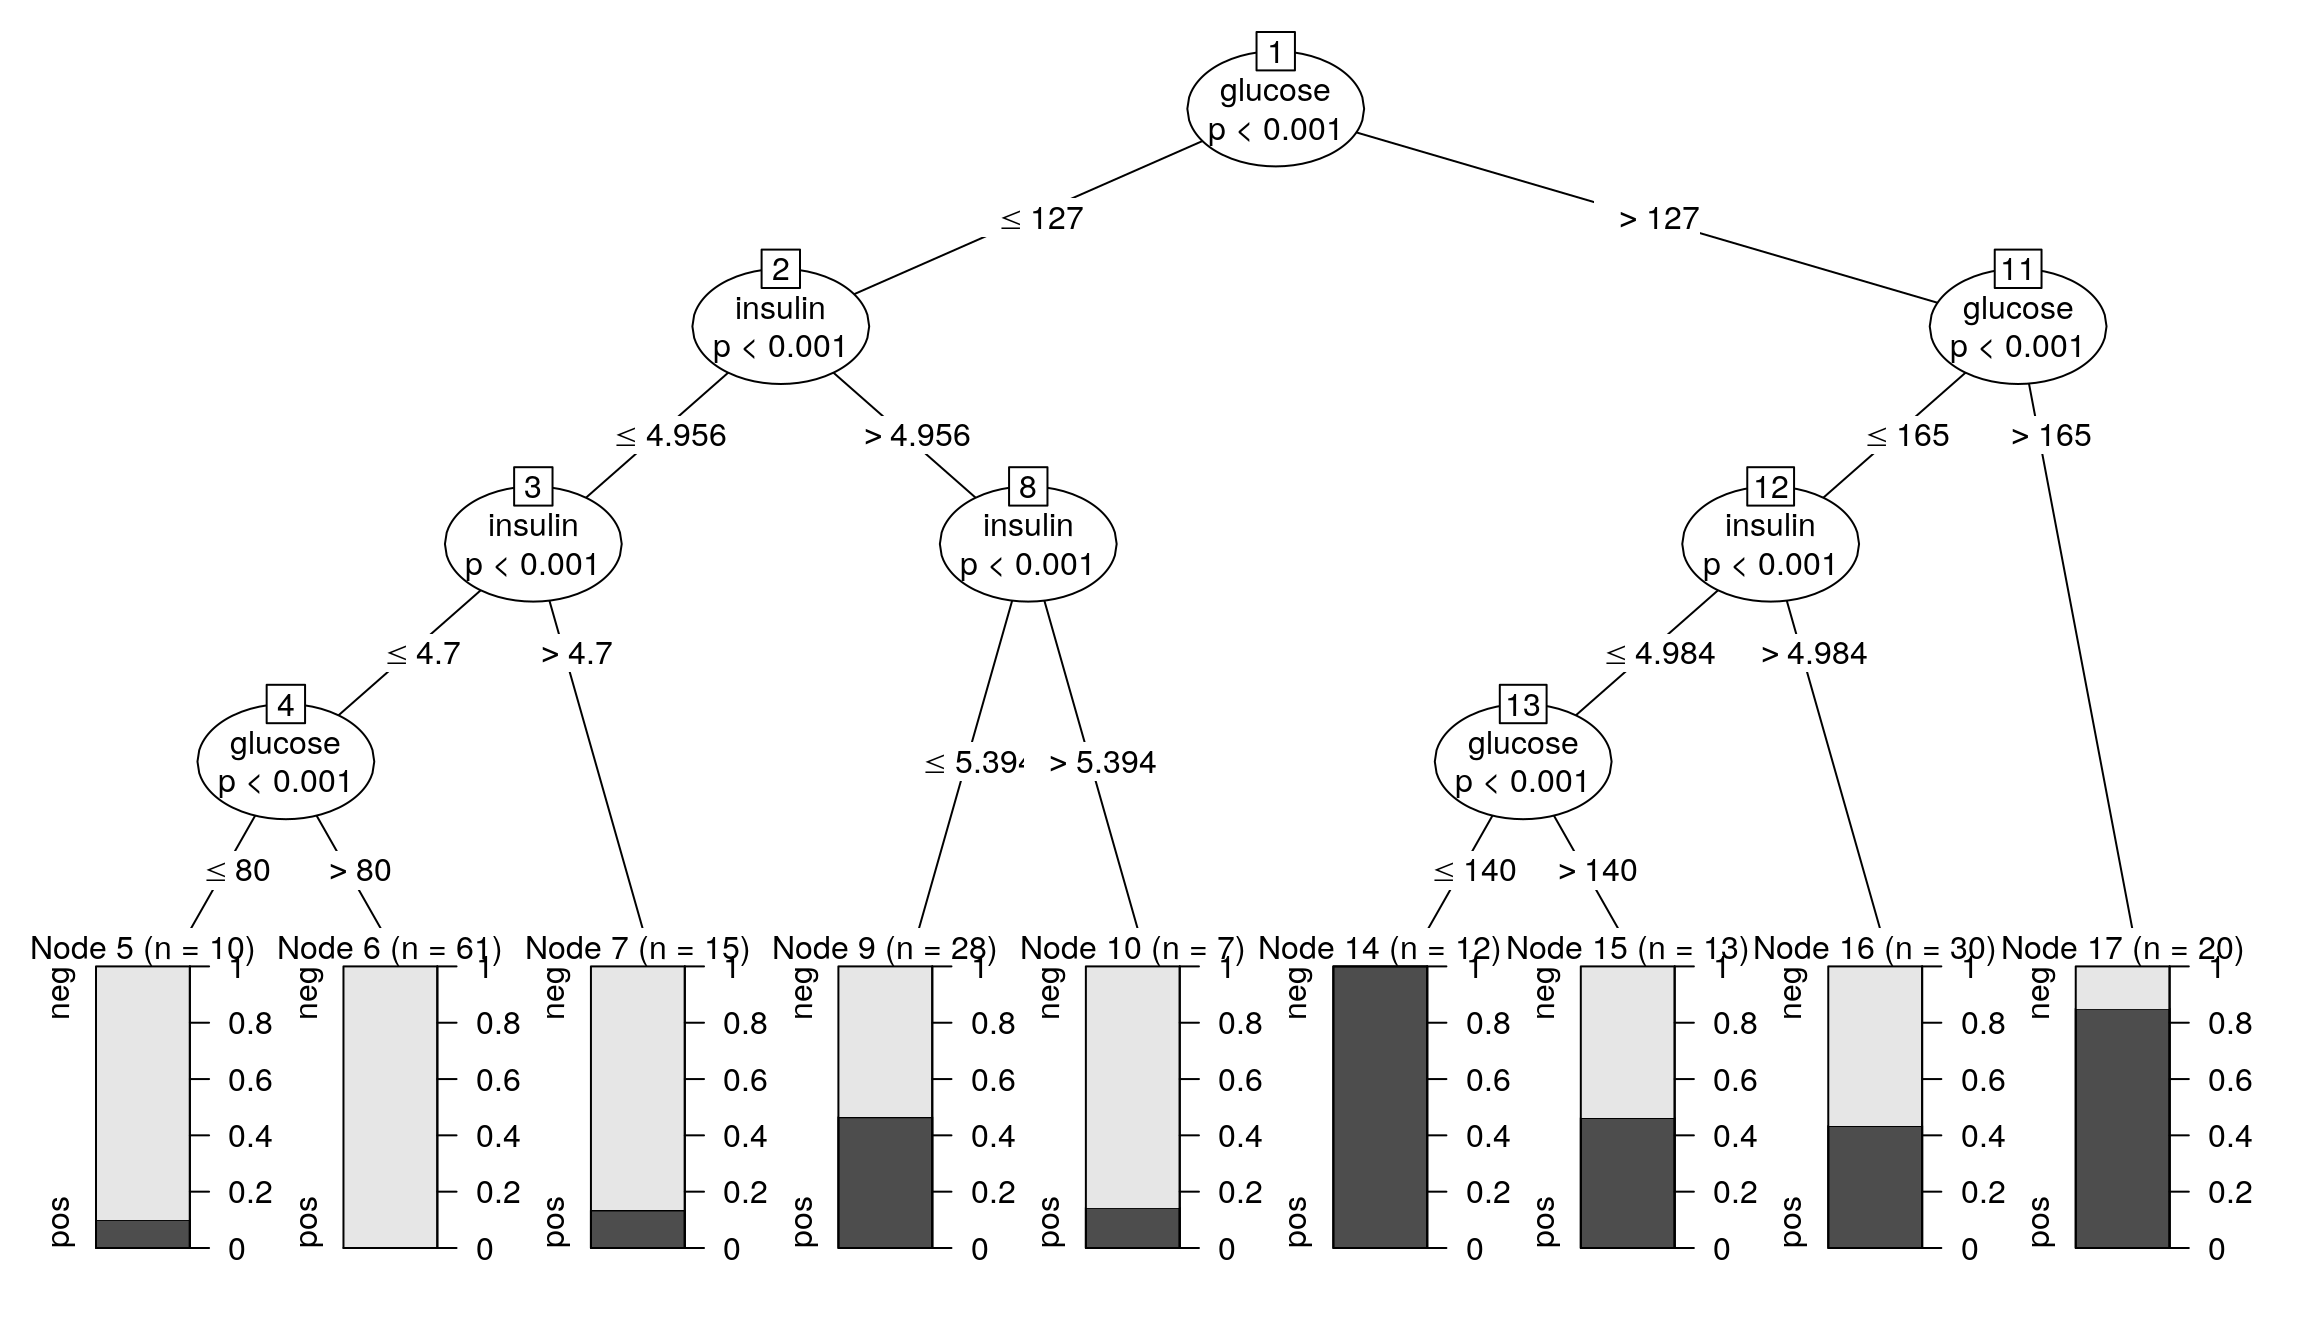 1
glucose
p < 0.001
≤ 127
> 127
2
insulin
p < 0.001
11
glucose
p < 0.001
≤ 4.956
> 4.956
≤ 165
> 165
3
insulin
p < 0.001
8
insulin
p < 0.001
12
insulin
p < 0.001
≤ 4.7
> 4.7
≤ 4.984
> 4.984
4
glucose
p < 0.001
≤ 5.394
> 5.394
13
glucose
p < 0.001
≤ 80
> 80
≤ 140
> 140
Node 5 (n = 10)
neg
pos
1
0.8
0.6
0.4
0.2
0
Node 6 (n = 61)
neg
pos
1
0.8
0.6
0.4
0.2
0
Node 7 (n = 15)
neg
pos
1
0.8
0.6
0.4
0.2
0
Node 9 (n = 28)
neg
pos
1
0.8
0.6
0.4
0.2
0
Node 10 (n = 7)
neg
pos
1
0.8
0.6
0.4
0.2
0
Node 14 (n = 12)
neg
pos
1
0.8
0.6
0.4
0.2
0
Node 15 (n = 13)
neg
pos
1
0.8
0.6
0.4
0.2
0
Node 16 (n = 30)
neg
pos
1
0.8
0.6
0.4
0.2
0
Node 17 (n = 20)
neg
pos
1
0.8
0.6
0.4
0.2
0